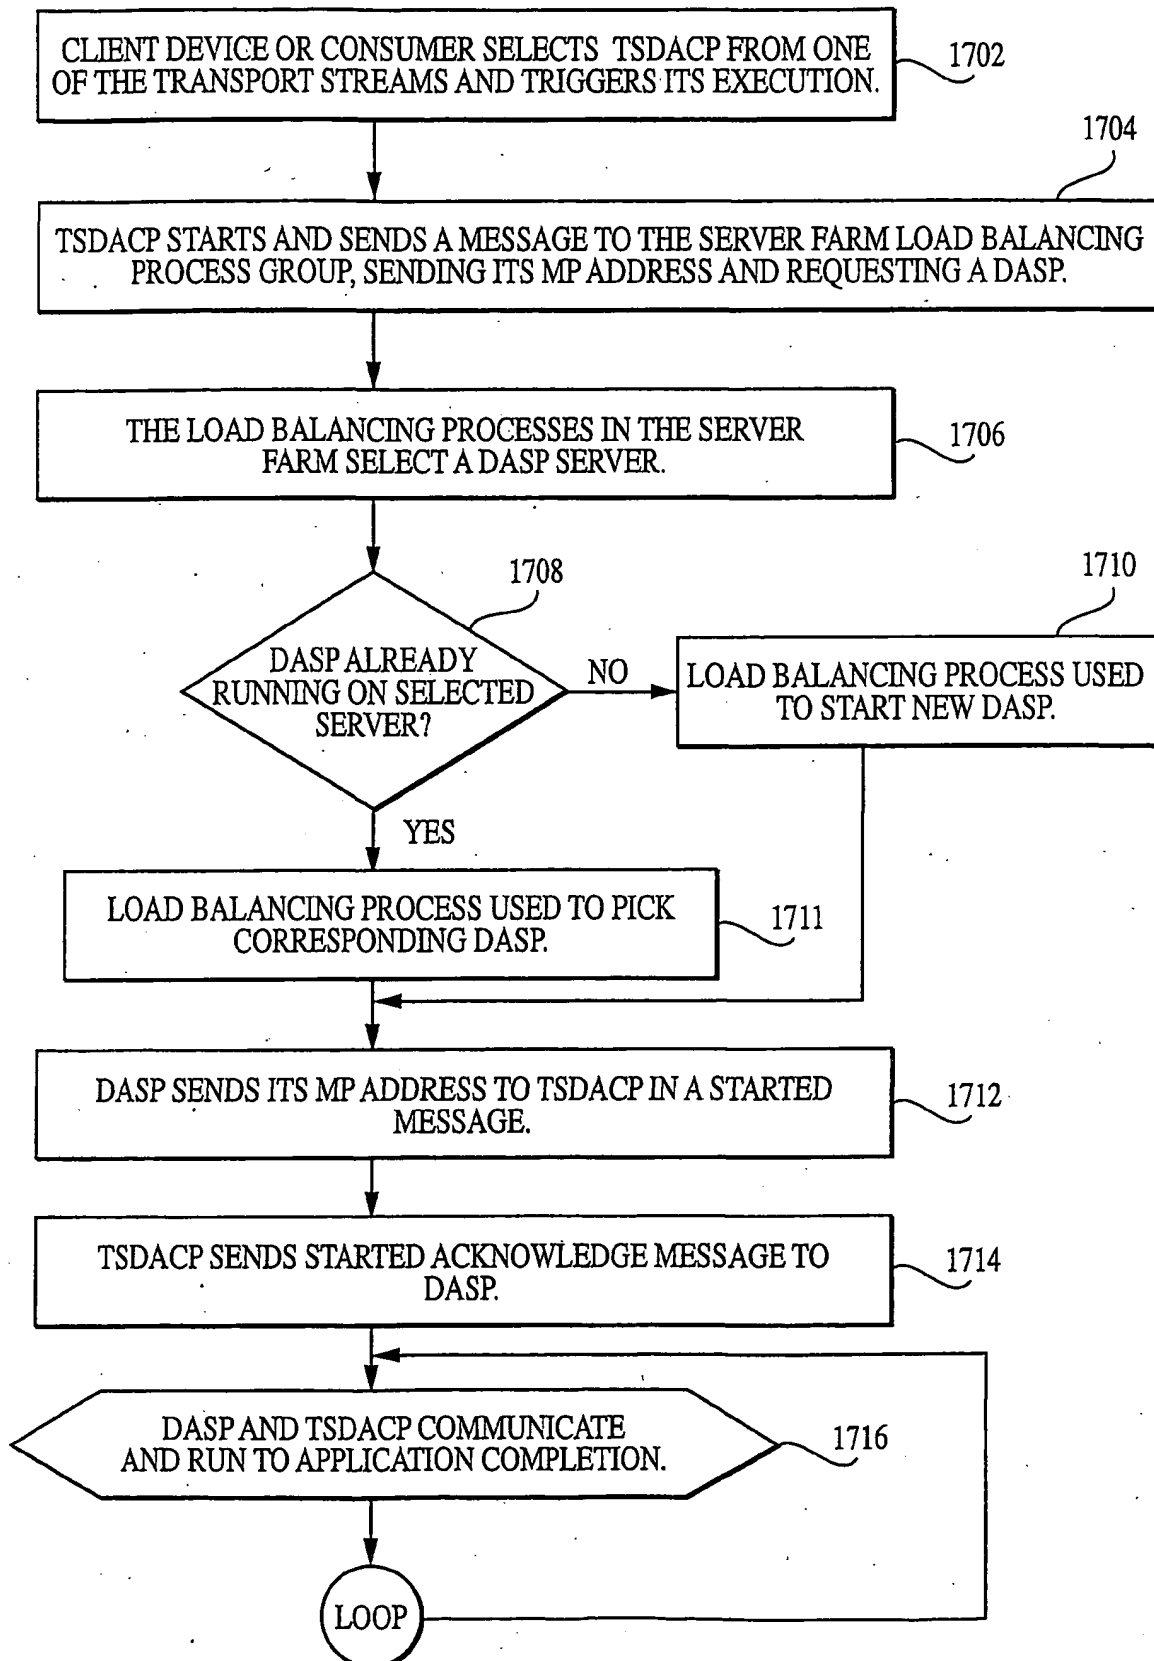 CLIENT DEVICE OR CONSUMER SELECTS TSDACP FROM ONE
OF THE TRANSPORT STREAMS AND TRIGGERS ITS EXECUTION.
1702
1704
TSDACP STARTS AND SENDS A MESSAGE TO THE SERVER FARM LOAD BALANCING
PROCESS GROUP, SENDING ITS MP ADDRESS AND REQUESTING A DASP.
THE LOAD BALANCING PROCESSES IN THE SERVER
FARM SELECT A DASP SERVER.
1706
1708
DASP ALREADY
RUNNING ON SELECTED
SERVER?
NO
1710
LOAD BALANCING PROCESS USED
TO START NEW DASP.
YES
LOAD BALANCING PROCESS USED TO PICK
CORRESPONDING DASP.
1711
DASP SENDS ITS MP ADDRESS TO TSDACP IN A STARTED
MESSAGE.
1712
TSDACP SENDS STARTED ACKNOWLEDGE MESSAGE TO
DASP.
1714
DASP AND TSDACP COMMUNICATE
AND RUN TO APPLICATION COMPLETION.
1716
LOOP